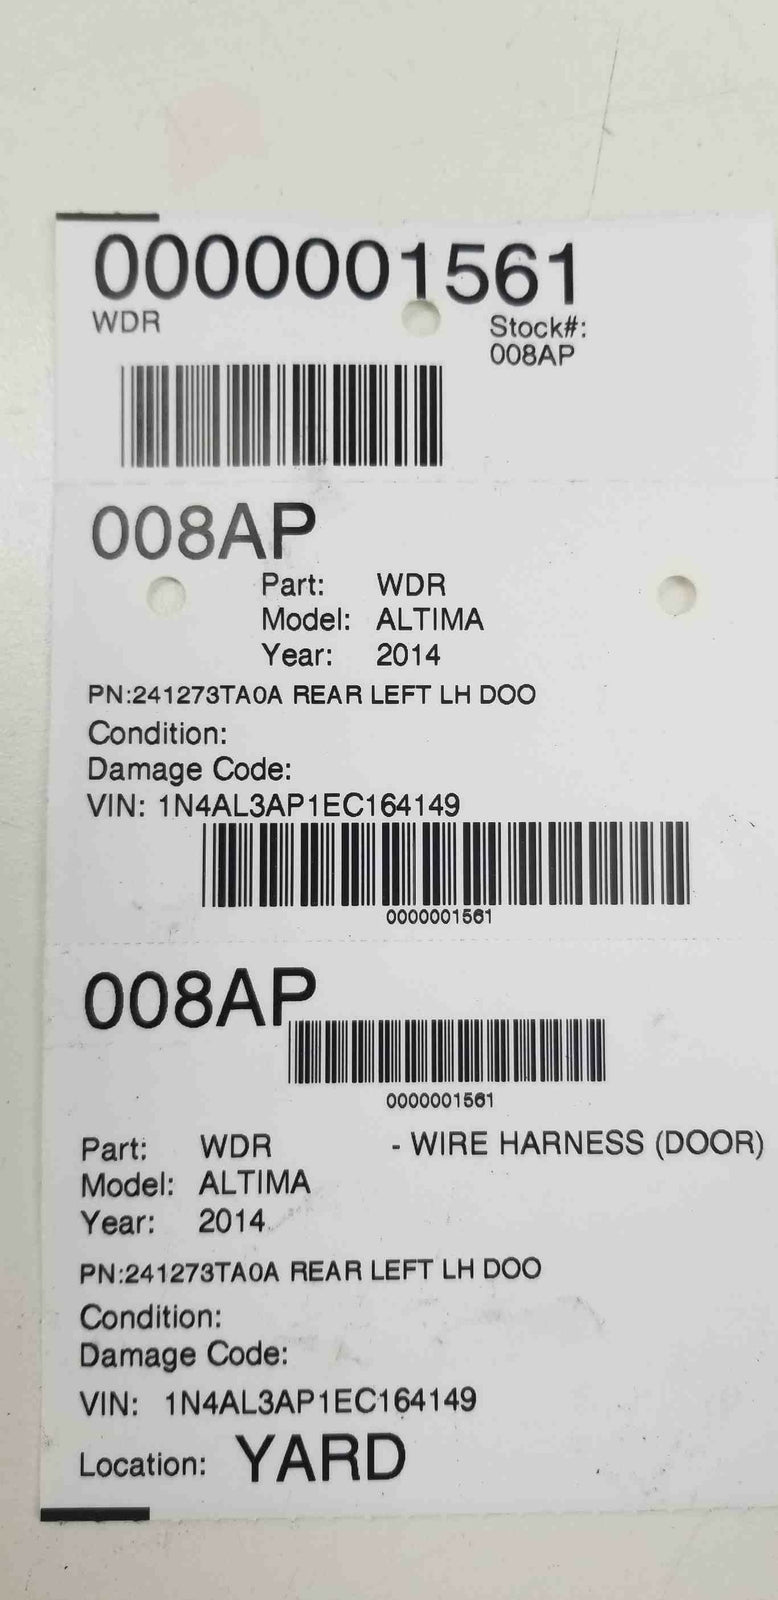 0000001561
WDR
Stock#:
008AP
008AP
Part: WDR
Model: ALTIMA
Year: 2014
PN:241273TA0A REAR LEFT LH DOO
Condition:
Damage Code:
VIN: 1N4AL3AP1EC164149
0000001561
008AP
0000001561
Part: WDR - WIRE HARNESS (DOOR)
Model: ALTIMA
Year: 2014
PN:241273TA0A REAR LEFT LH DOO
Condition:
Damage Code:
VIN: 1N4AL3AP1EC164149
Location: YARD